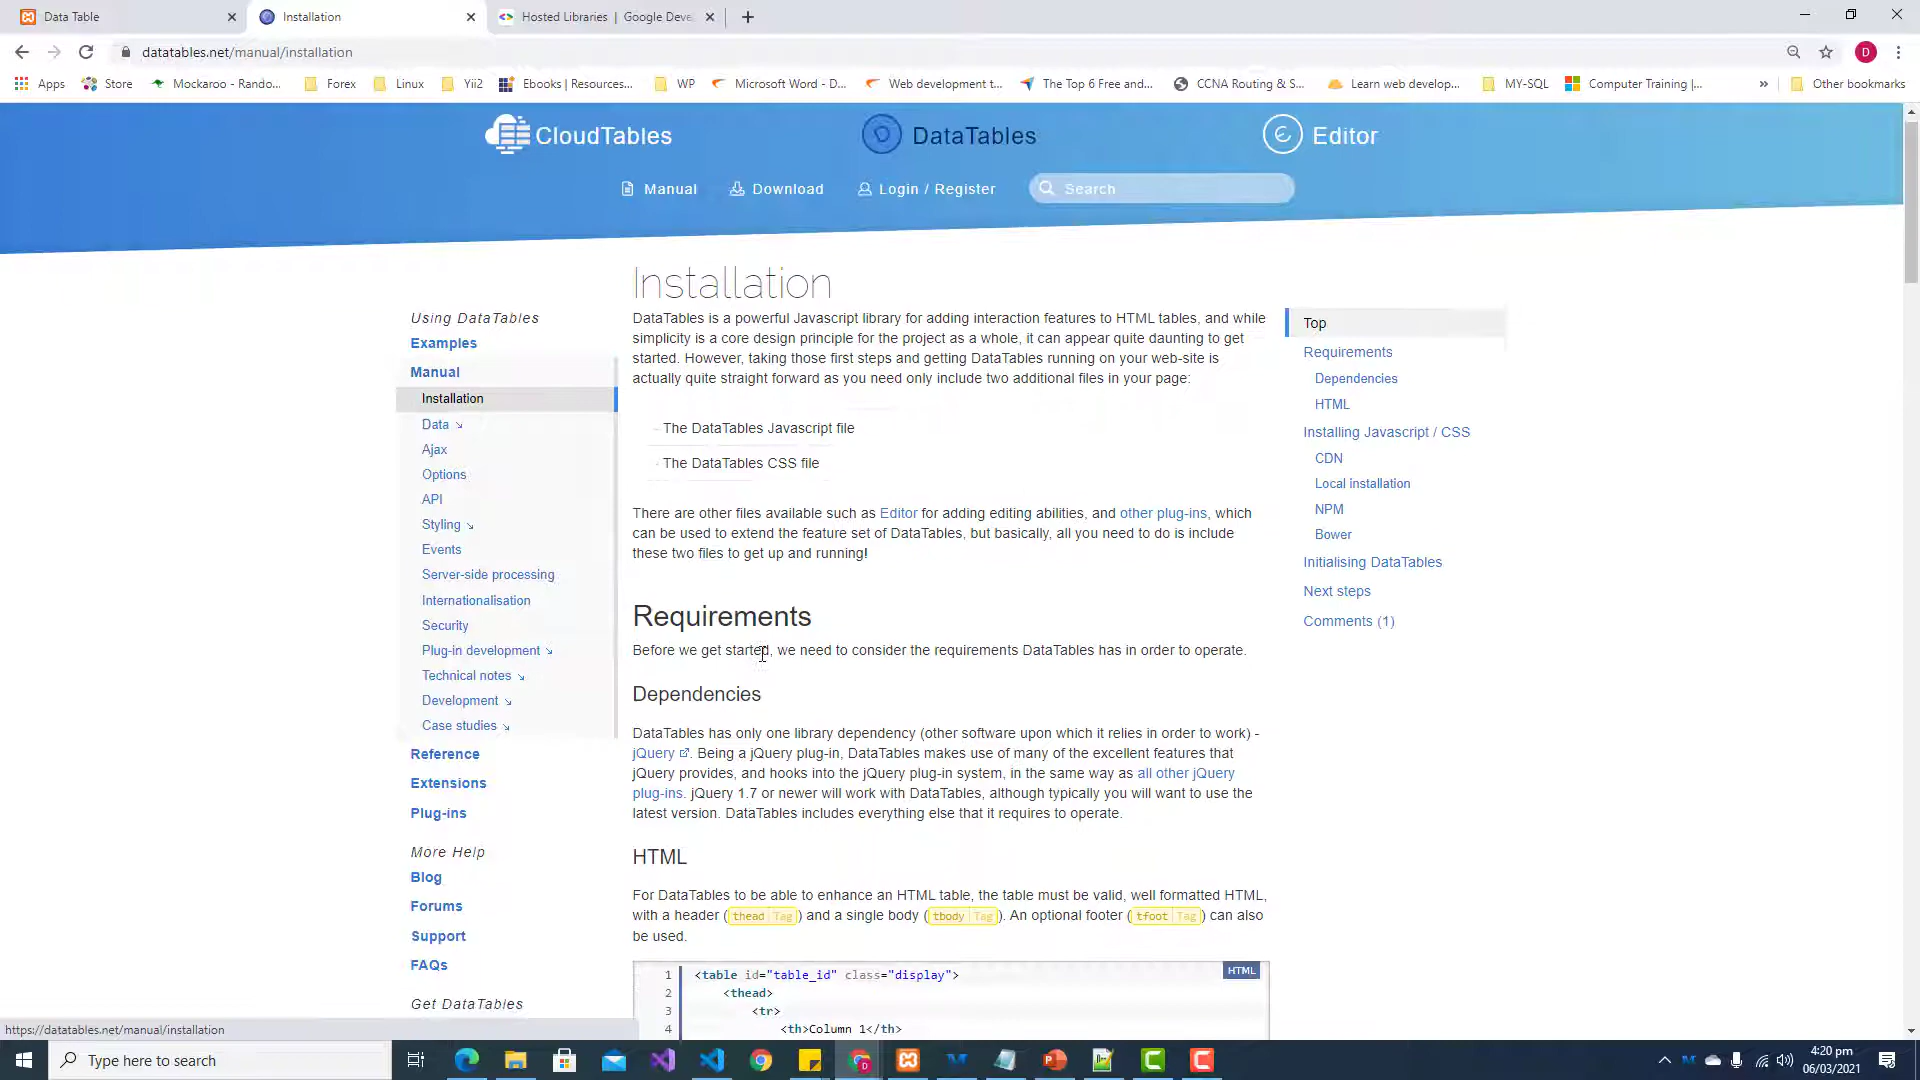 Data Table
Installation
Hosted Libraries | Google Deve
datatables.net/manual/installation
D
Apps
Store
Mockaroo - Rando...
Forex
Linux
Yii2
Ebooks | Resources...
WP
Microsoft Word - D...
Web development t...
The Top 6 Free and...
CCNA Routing & S...
Learn web develop...
MY-SQL
Computer Training |...
»
Other bookmarks
CloudTables
DataTables
Editor
Manual
Download
Login / Register
Search
Using DataTables
Examples
Manual
Installation
Data
Ajax
Options
API
Styling
Events
Server-side processing
Internationalisation
Security
Plug-in development
Technical notes
Development
Case studies
Reference
Extensions
Plug-ins
More Help
Blog
Forums
Support
FAQs
Get DataTables
Installation
DataTables is a powerful Javascript library for adding interaction features to HTML tables, and while
simplicity is a core design principle for the project as a whole, it can appear quite daunting to get
started. However, taking those first steps and getting DataTables running on your web-site is
actually quite straight forward as you need only include two additional files in your page:
The DataTables Javascript file
The DataTables CSS file
There are other files available such as Editor for adding editing abilities, and other plug-ins, which
can be used to extend the feature set of DataTables, but basically, all you need to do is include
these two files to get up and running!
Requirements
Before we get started, we need to consider the requirements DataTables has in order to operate.
Dependencies
DataTables has only one library dependency (other software upon which it relies in order to work) -
jQuery. Being a jQuery plug-in, DataTables makes use of many of the excellent features that
jQuery provides, and hooks into the jQuery plug-in system, in the same way as all other jQuery
plug-ins. jQuery 1.7 or newer will work with DataTables, although typically you will want to use the
latest version. DataTables includes everything else that it requires to operate.
HTML
For DataTables to be able to enhance an HTML table, the table must be valid, well formatted HTML,
with a header (thead Tag) and a single body (tbody Tag). An optional footer (tfoot Tag) can also
be used.
HTML
1 <table id="table_id" class="display">
2 <thead>
3 <tr>
4 <th>Column 1</th>
Top
Requirements
Dependencies
HTML
Installing Javascript / CSS
CDN
Local installation
NPM
Bower
Initialising DataTables
Next steps
Comments (1)
https://datatables.net/manual/installation
Type here to search
4:20 pm
06/03/2021